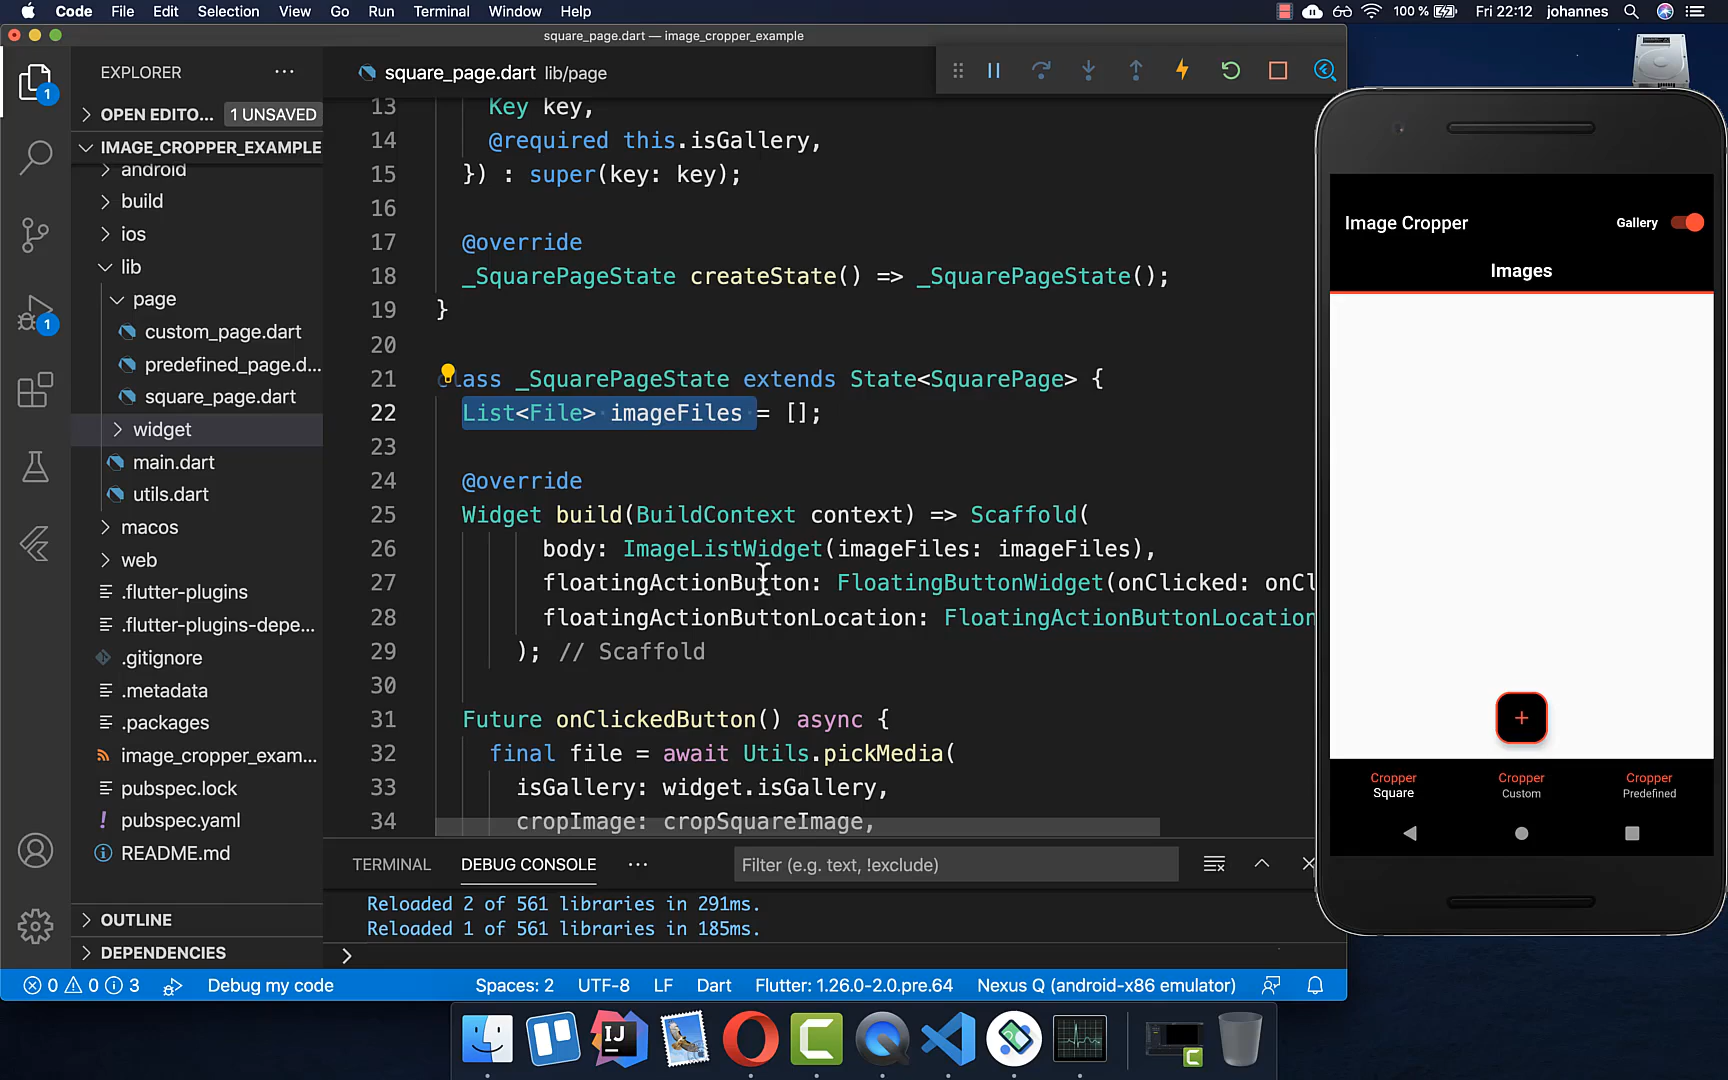 Code File Edit Selection View Go Run Terminal Window Help
100 % Fri 22:12 johannes
square_page.dart — image_cropper_example
EXPLORER
1
OPEN EDITO... 1 UNSAVED
IMAGE_CROPPER_EXAMPLE
android
build
ios
lib
page
custom_page.dart
1
predefined_page.d...
square_page.dart
widget
main.dart
utils.dart
macos
web
.flutter-plugins
.flutter-plugins-depe...
.gitignore
.metadata
.packages
image_cropper_exam...
pubspec.lock
pubspec.yaml
README.md
OUTLINE
DEPENDENCIES
square_page.dart lib/page
13 Key key,
14 @required this.isGallery,
15 }) : super(key: key);
16
17 @override
18 _SquarePageState createState() => _SquarePageState();
19 }
20
21 class _SquarePageState extends State<SquarePage> {
22 List<File> imageFiles = [];
23
24 @override
25 Widget build(BuildContext context) => Scaffold(
26 body: ImageListWidget(imageFiles: imageFiles),
27 floatingActionButton: FloatingButtonWidget(onClicked: onCl
28 floatingActionButtonLocation: FloatingActionButtonLocation
29 ); // Scaffold
30
31 Future onClickedButton() async {
32 final file = await Utils.pickMedia(
33 isGallery: widget.isGallery,
34 cropImage: cropSquareImage,
TERMINAL DEBUG CONSOLE Filter (e.g. text, !exclude)
Reloaded 2 of 561 libraries in 291ms.
Reloaded 1 of 561 libraries in 185ms.
0 0 3 Debug my code Spaces: 2 UTF-8 LF Dart Flutter: 1.26.0-2.0.pre.64 Nexus Q (android-x86 emulator)
Image Cropper Gallery
Images
+
Cropper Cropper Cropper
Square Custom Predefined
IJ